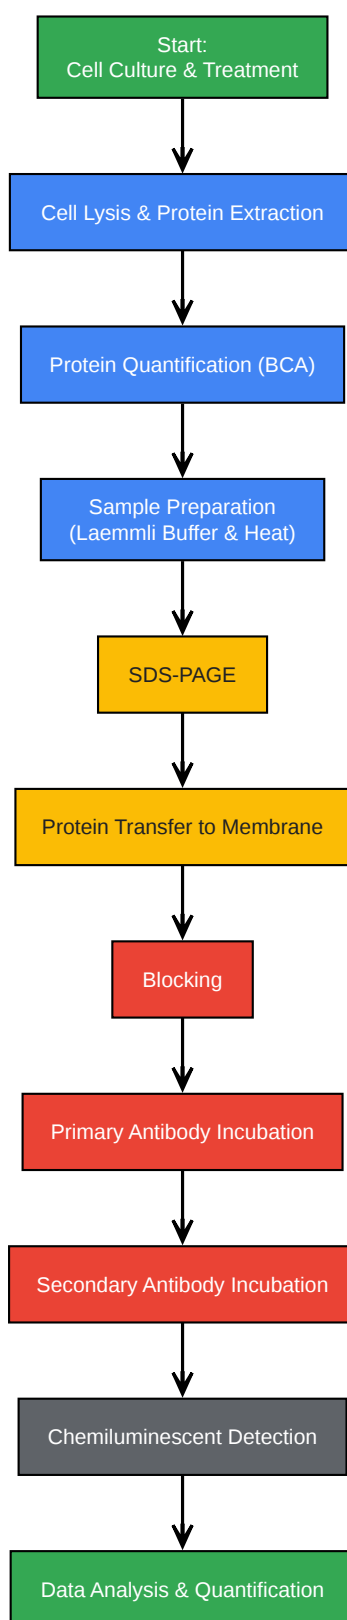 Start:
Cell Culture & Treatment
Cell Lysis & Protein Extraction
Protein Quantification (BCA)
Sample Preparation
(Laemmli Buffer & Heat)
SDS-PAGE
Protein Transfer to Membrane
Blocking
Primary Antibody Incubation
Secondary Antibody Incubation
Chemiluminescent Detection
Data Analysis & Quantification